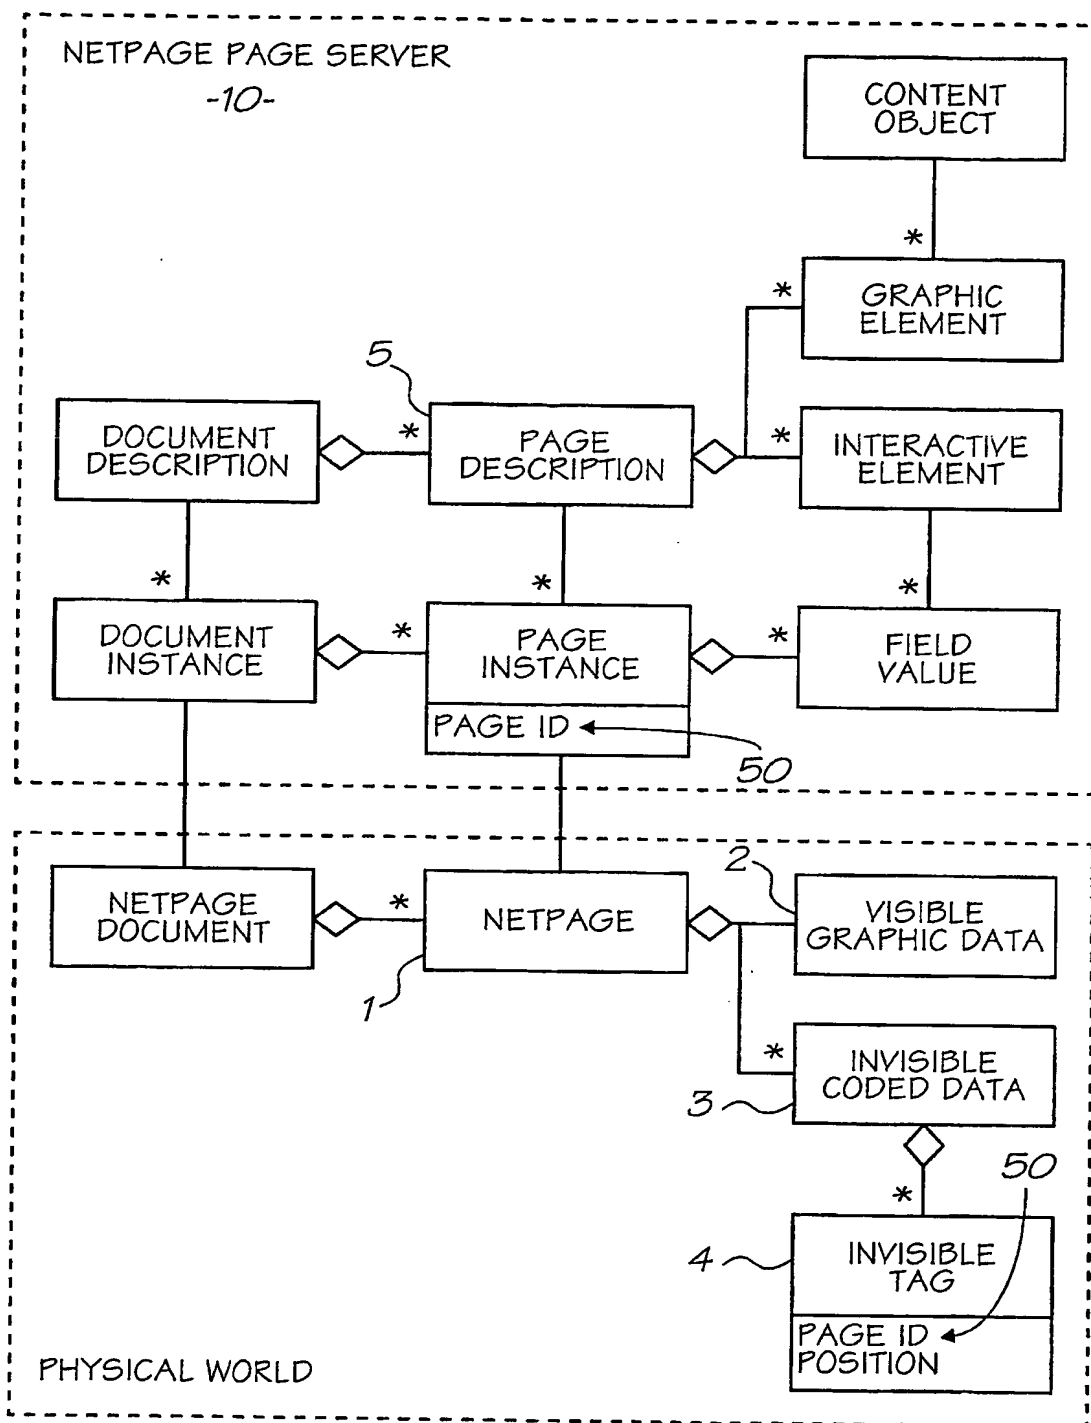 NETPAGE PAGE SERVER
-10-
CONTENT
OBJECT
*
GRAPHIC
ELEMENT
*
5
DOCUMENT
DESCRIPTION
*
PAGE
DESCRIPTION
*
INTERACTIVE
ELEMENT
*
*
*
DOCUMENT
INSTANCE
*
PAGE
INSTANCE
*
FIELD
VALUE
PAGE ID
50
NETPAGE
DOCUMENT
*
NETPAGE
1
2
VISIBLE
GRAPHIC DATA
*
INVISIBLE
CODED DATA
3
50
*
4
INVISIBLE
TAG
PAGE ID
POSITION
PHYSICAL WORLD